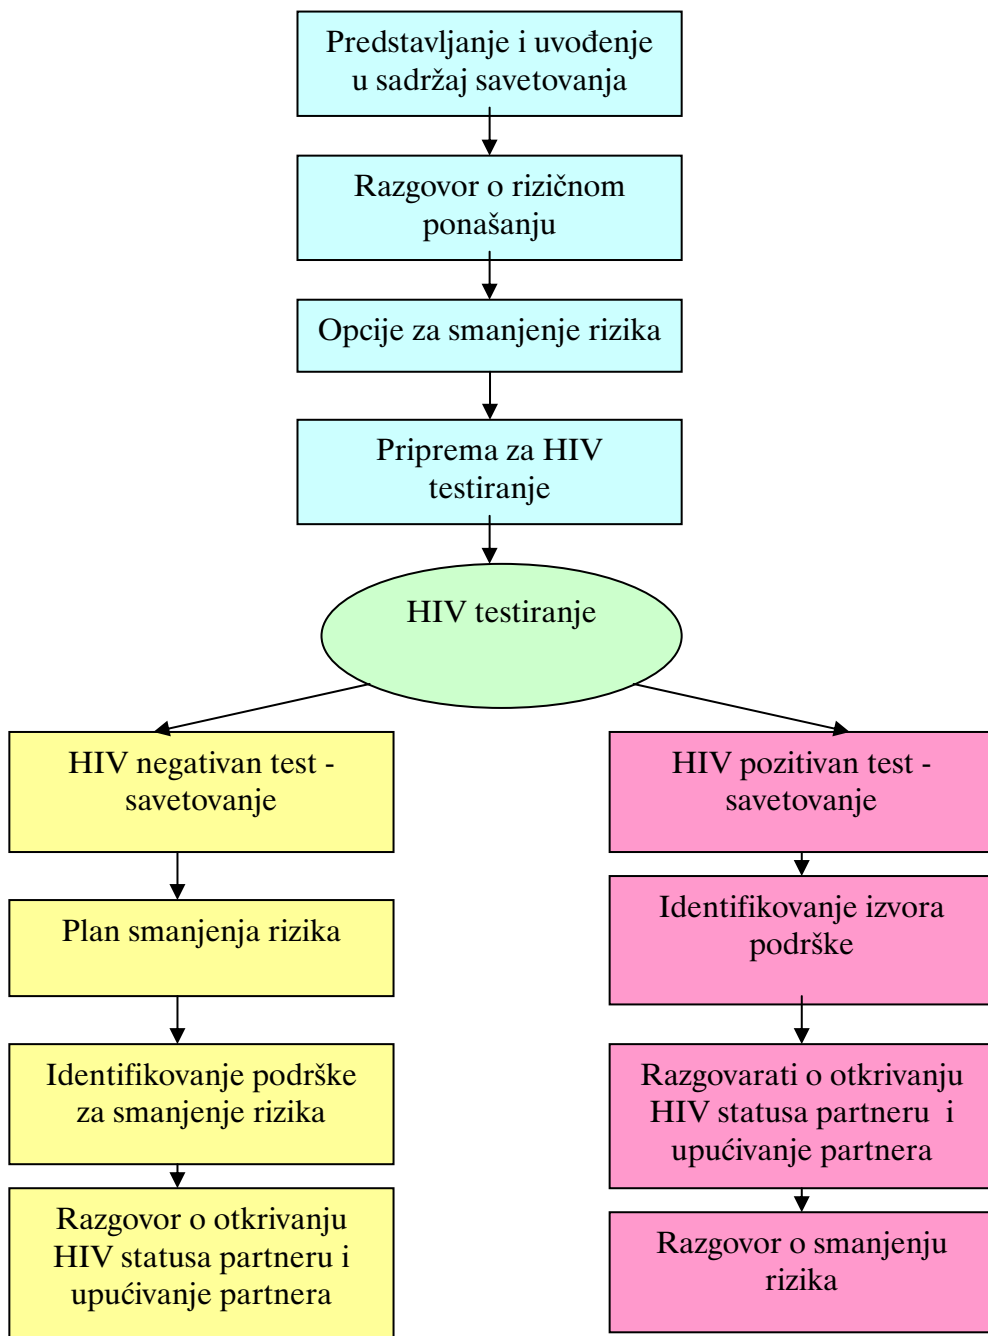 Predstavljanje i uvođenje
u sadržaj savetovanja
Razgovor o rizičnom
ponašanju
Opcije za smanjenje rizika
Priprema za HIV
testiranje
HIV testiranje
HIV negativan test -
savetovanje
Plan smanjenja rizika
Identifikovanje podrške
za smanjenje rizika
Razgovor o otkrivanju
HIV statusa partneru i
upućivanje partnera
HIV pozitivan test -
savetovanje
Identifikovanje izvora
podrške
Razgovarati o otkrivanju
HIV statusa partneru  i
upućivanje partnera
Razgovor o smanjenju
rizika